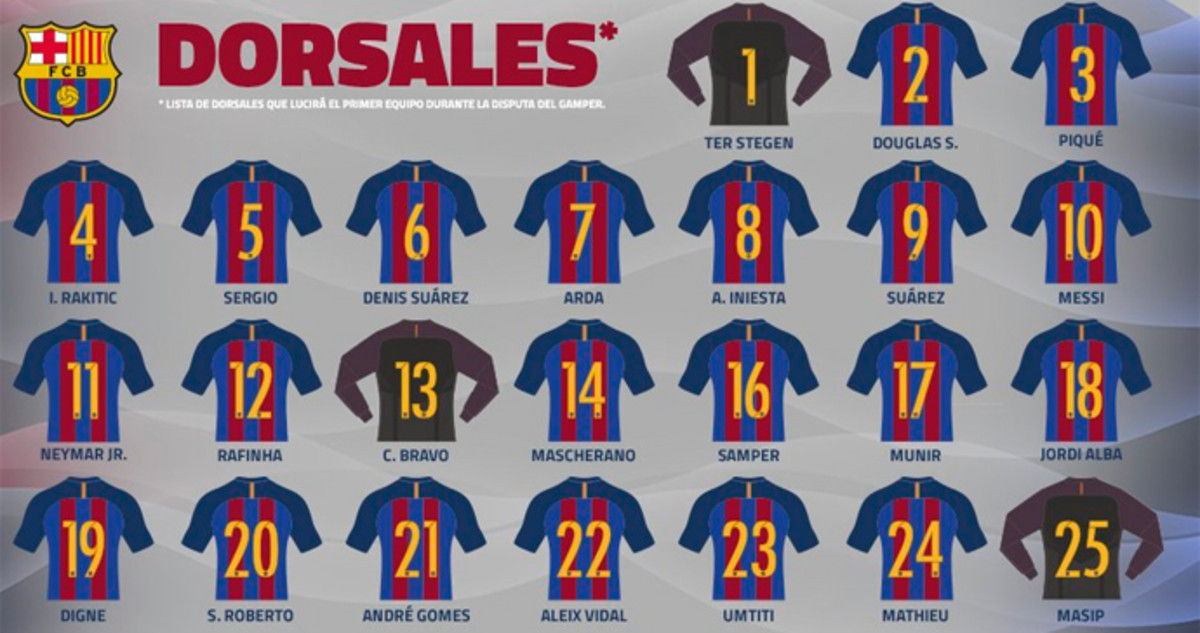 FCB
DORSALES*
* LISTA DE DORSALES QUE LUCIRÁ EL PRIMER EQUIPO DURANTE LA DISPUTA DEL GAMPER.
1 2 3
TER STEGEN DOUGLAS S. PIQUÉ
4 5 6 7 8 9 10
I. RAKITIC SERGIO DENIS SUÁREZ ARDA A. INIESTA SUÁREZ MESSI
11 12 13 14 16 17 18
NEYMAR JR. RAFINHA C. BRAVO MASCHERANO SAMPER MUNIR JORDI ALBA
19 20 21 22 23 24 25
DIGNE S. ROBERTO ANDRÉ GOMES ALEIX VIDAL UMTITI MATHIEU MASIP